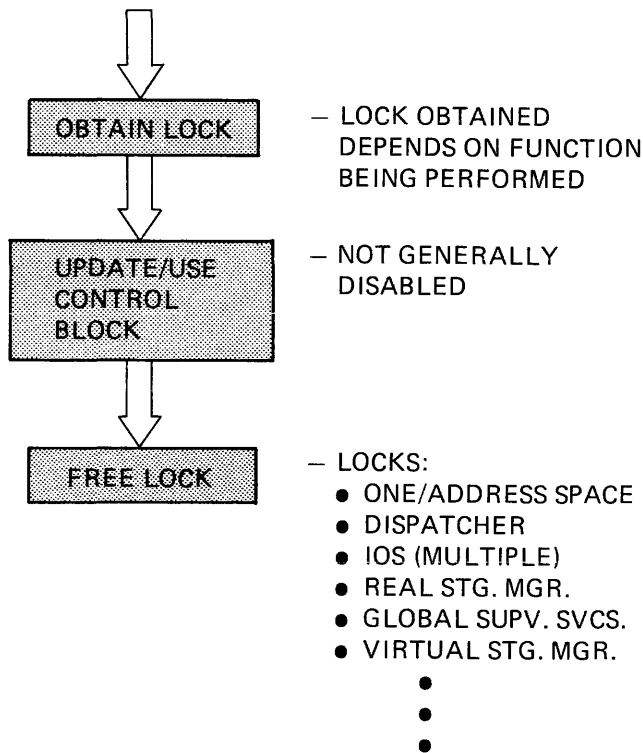 OBTAIN LOCK
— LOCK OBTAINED
DEPENDS ON FUNCTION
BEING PERFORMED
UPDATE/USE
CONTROL
BLOCK
— NOT GENERALLY
DISABLED
FREE LOCK
— LOCKS:
● ONE/ADDRESS SPACE
● DISPATCHER
● IOS (MULTIPLE)
● REAL STG. MGR.
● GLOBAL SUPV. SVCS.
● VIRTUAL STG. MGR.
●
●
●